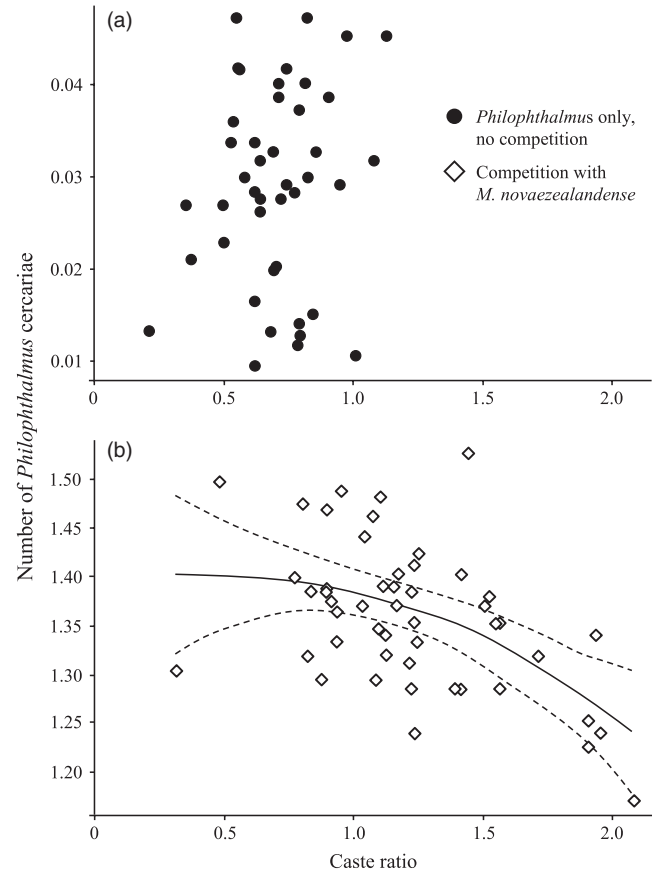 (a)
0.04
0.03
0.02
0.01
Philophthalmus only,
no competition
Competition with
M. novaezealandense
0
0.5
1.0
1.5
2.0
Number of Philophthalmus cercariae
(b)
1.50
1.45
1.40
1.35
1.30
1.25
1.20
0
0.5
1.0
1.5
2.0
Caste ratio